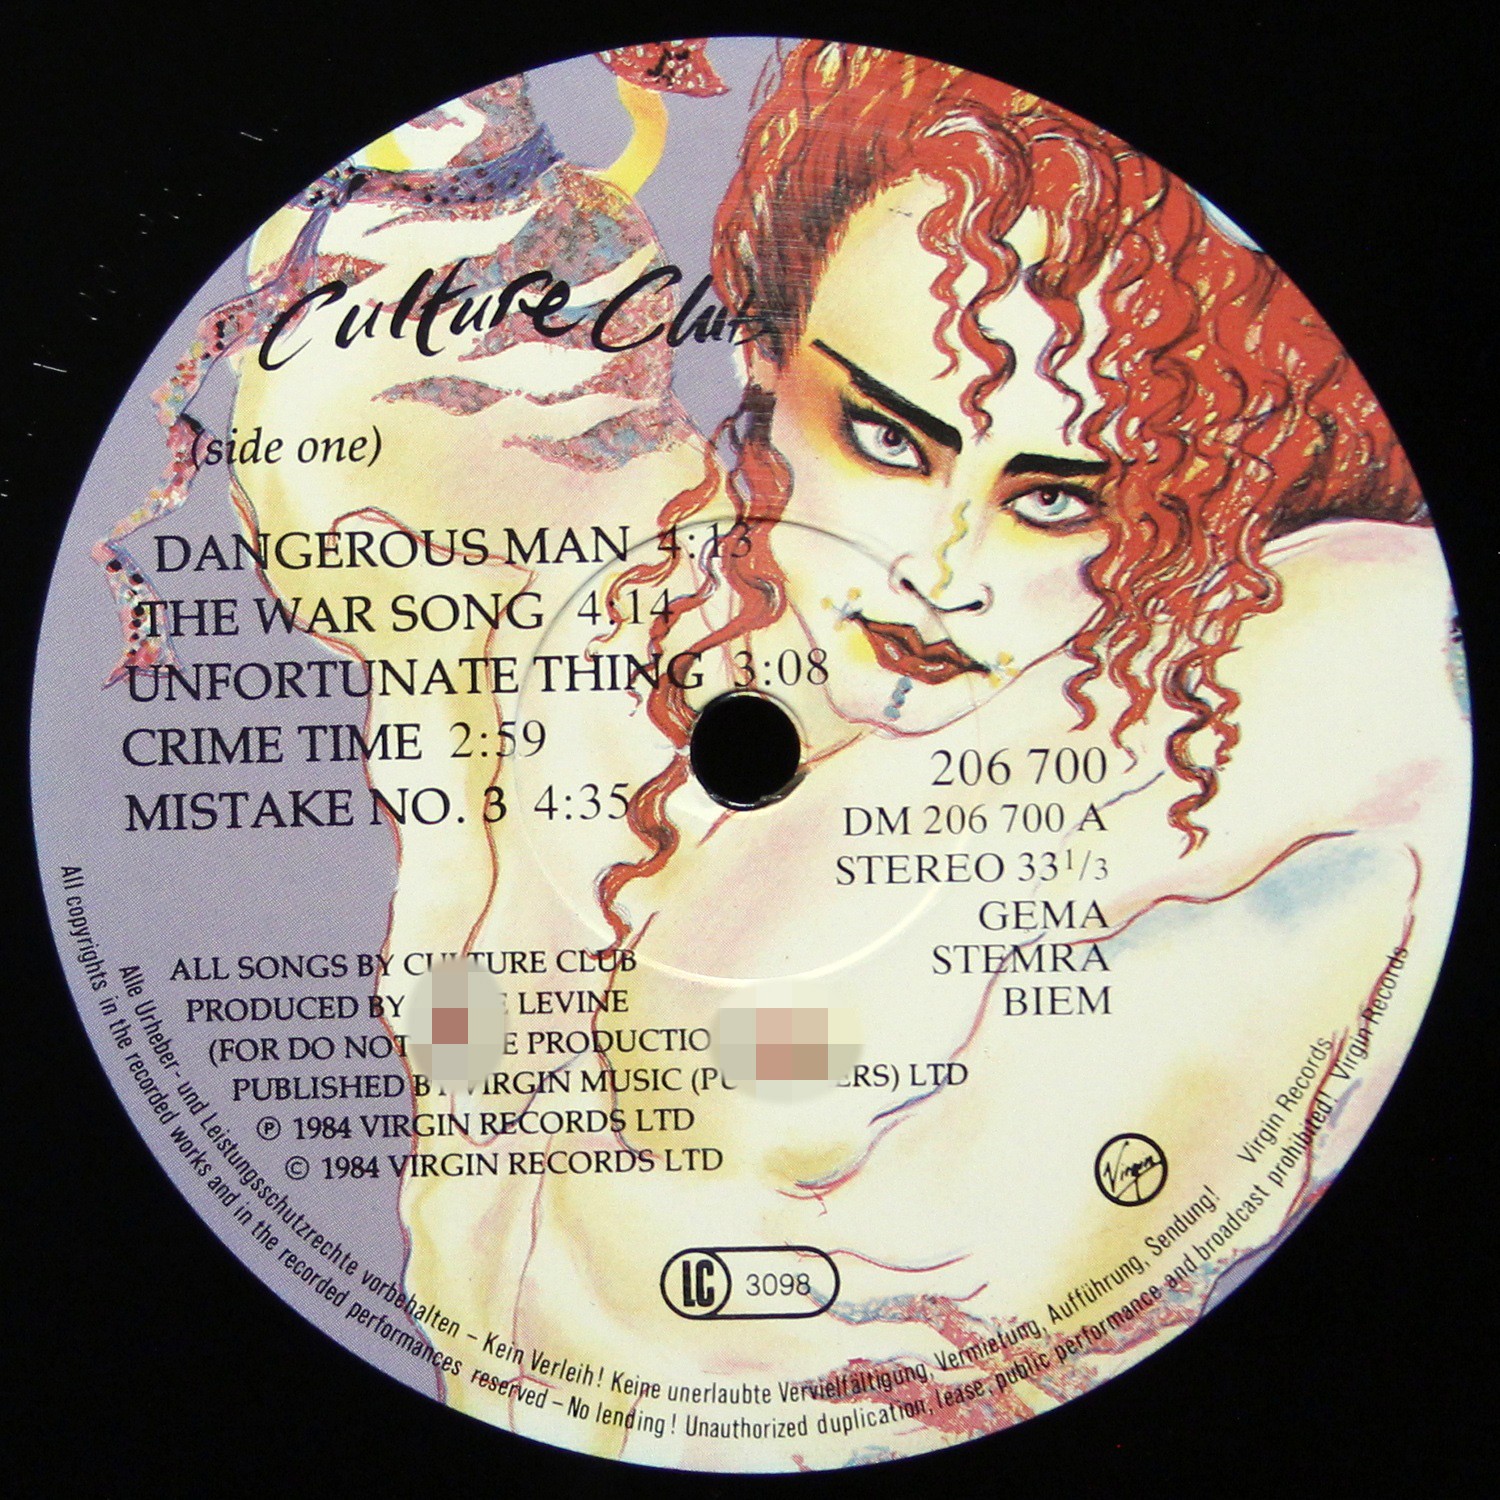 Culture Club
(side one)
DANGEROUS MAN 4:13
THE WAR SONG 4:14
UNFORTUNATE THING 3:08
CRIME TIME 2:59
MISTAKE NO. 3 4:35
206 700
DM 206 700 A
STEREO 33 1/3
GEMA
STEMRA
BIEM
ALL SONGS BY CULTURE CLUB
PRODUCED BY LEVINE
(FOR DO NOT
PUBLISHED BY VIRGIN MUSIC LTD
℗ 1984 VIRGIN RECORDS LTD
© 1984 VIRGIN RECORDS LTD
Virgin
LC 3098
Alle Urheber- und Leistungsschutzrechte vorbehalten – Kein Verleih! Keine unerlaubte Vervielfältigung, Vermietung, Aufführung, Sendung! Virgin Records
All copyrights in the recorded works and in the recorded performances reserved – No lending! Unauthorized duplication, lease, public performance and broadcast prohibited! Virgin Records